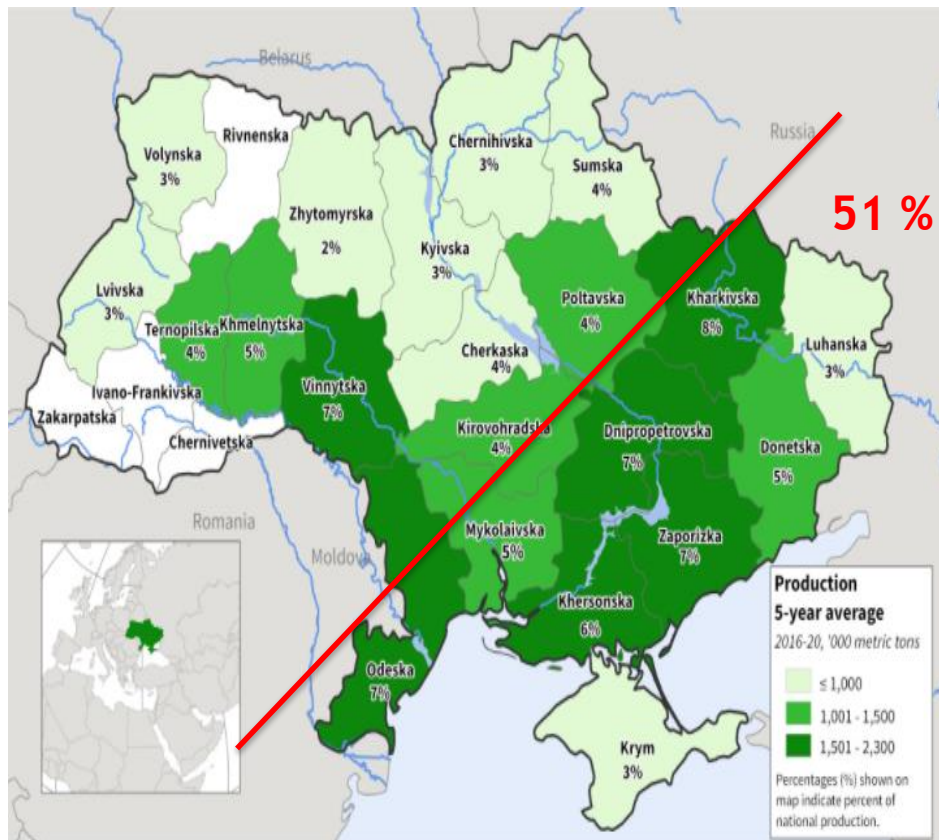 Belarus
Rivnenska
Volynska
3%
Chernihivska
3%
Russia
Sumska
4%
Zhytomyrska
2%
Kyivska
3%
51 %
Lvivska
3%
Ternopilska
4%
Khmelnytska
5%
Poltavska
4%
Kharkivska
8%
Luhanska
3%
Cherkaska
4%
Vinnytska
7%
Ivano-Frankivska
Zakarpatska
Chernivetska
Kirovohradska
4%
Dnipropetrovska
7%
Donetska
5%
Romania
Moldova
Mykolaivska
5%
Zaporizka
7%
Khersonska
6%
Odeska
7%
Krym
3%
Production
5-year average
2016-20, '000 metric tons
≤ 1,000
1,001 - 1,500
1,501 - 2,300
Percentages (%) shown on
map indicate percent of
national production.